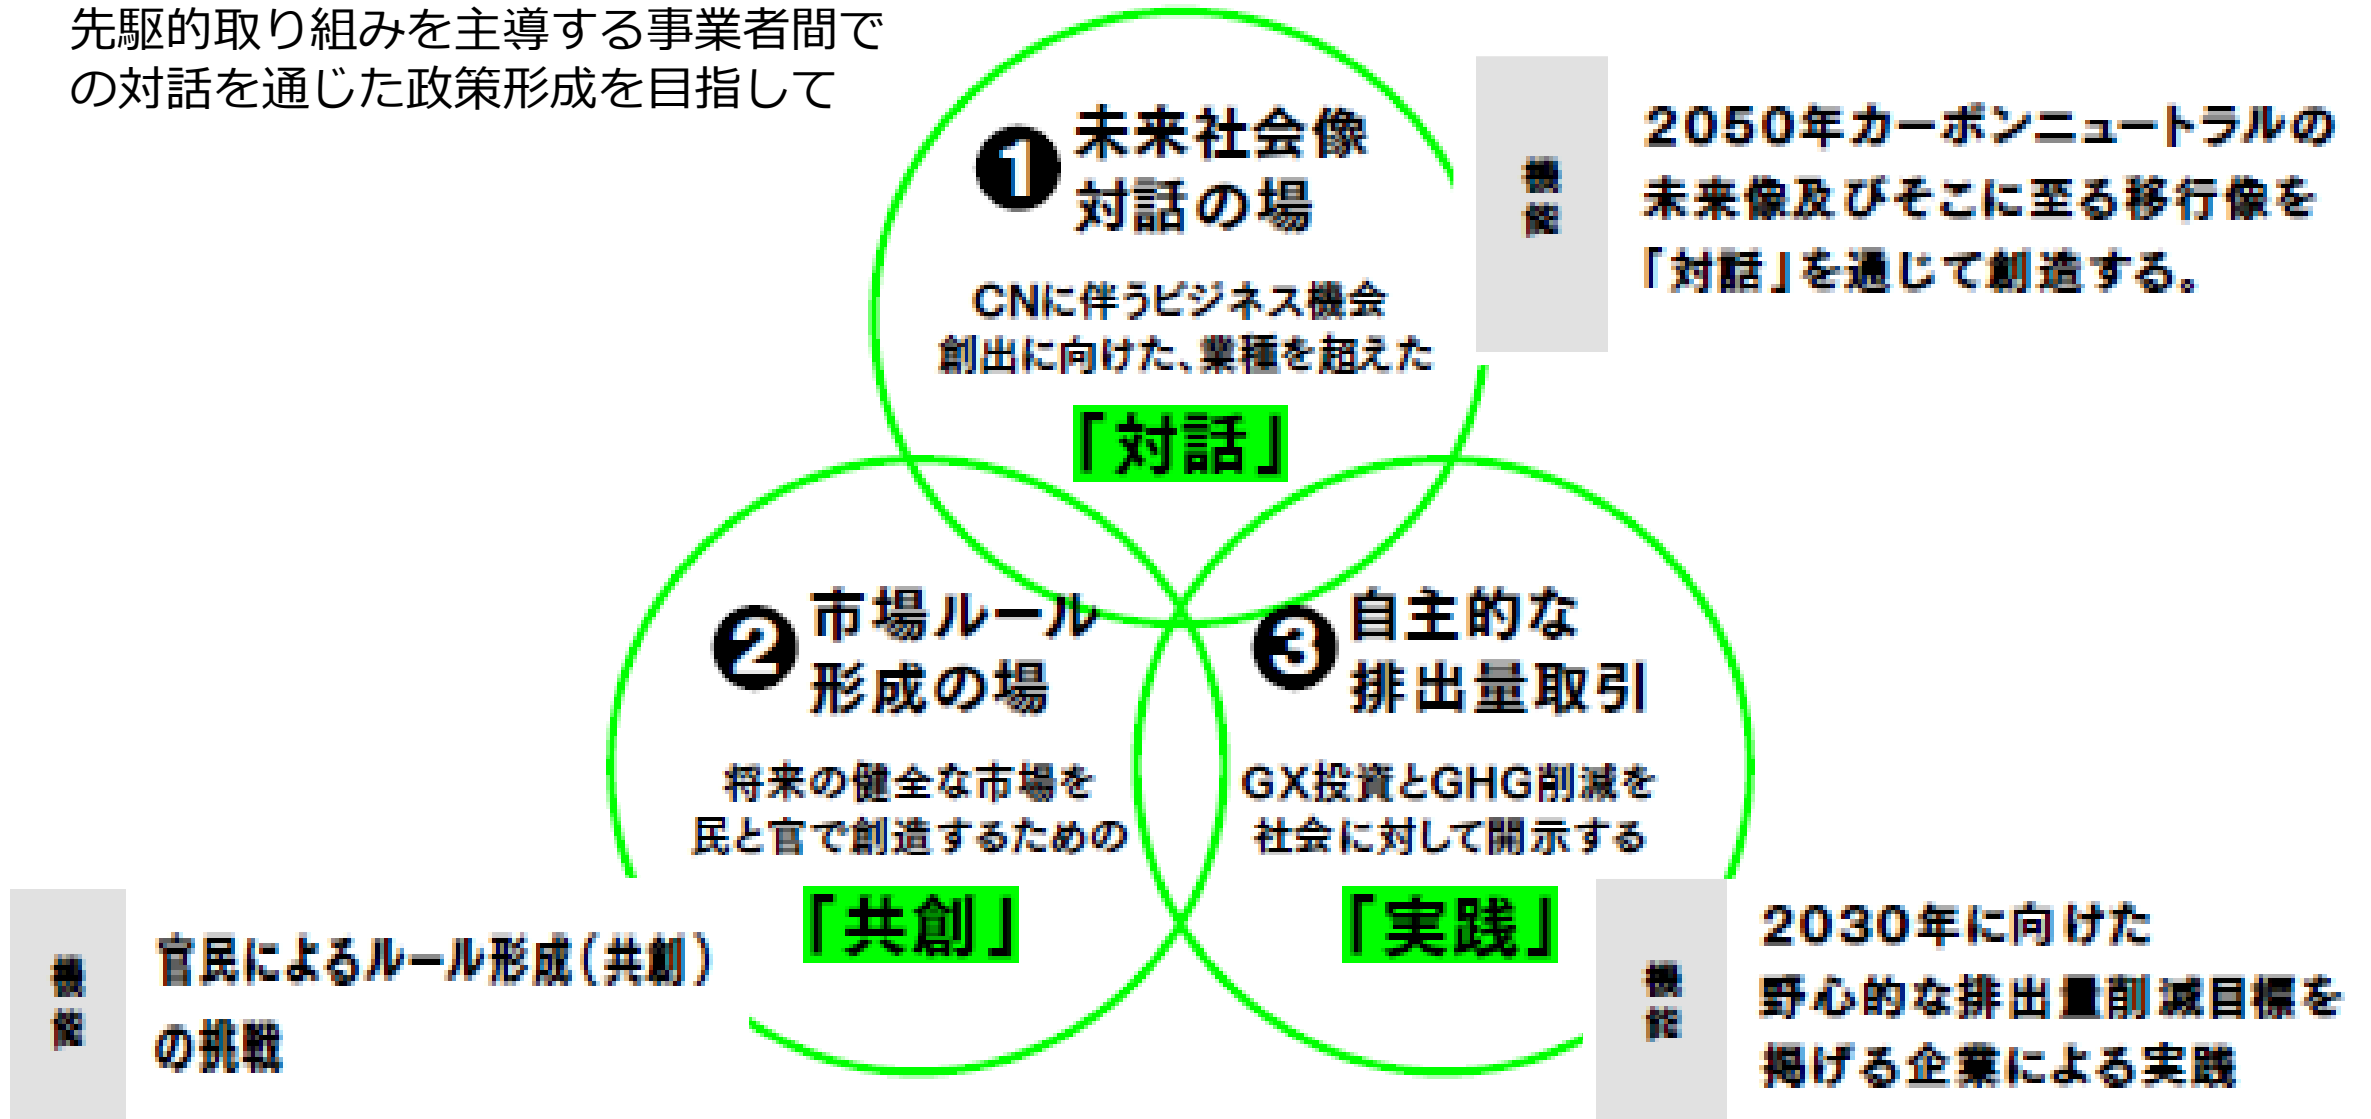 先駆的取り組みを主導する事業者間で
の対話を通じた政策形成を目指して
❶ 未来社会像
対話の場
CNに伴うビジネス機会
創出に向けた、業種を超えた
「対話」
機能
2050年カーボンニュートラルの
未来像及びそこに至る移行像を
「対話」を通じて創造する。
❷ 市場ルール
形成の場
将来の健全な市場を
民と官で創造するための
「共創」
機能
官民によるルール形成(共創)
の挑戦
❸ 自主的な
排出量取引
GX投資とGHG削減を
社会に対して開示する
「実践」
機能
2030年に向けた
野心的な排出量削減目標を
掲げる企業による実践